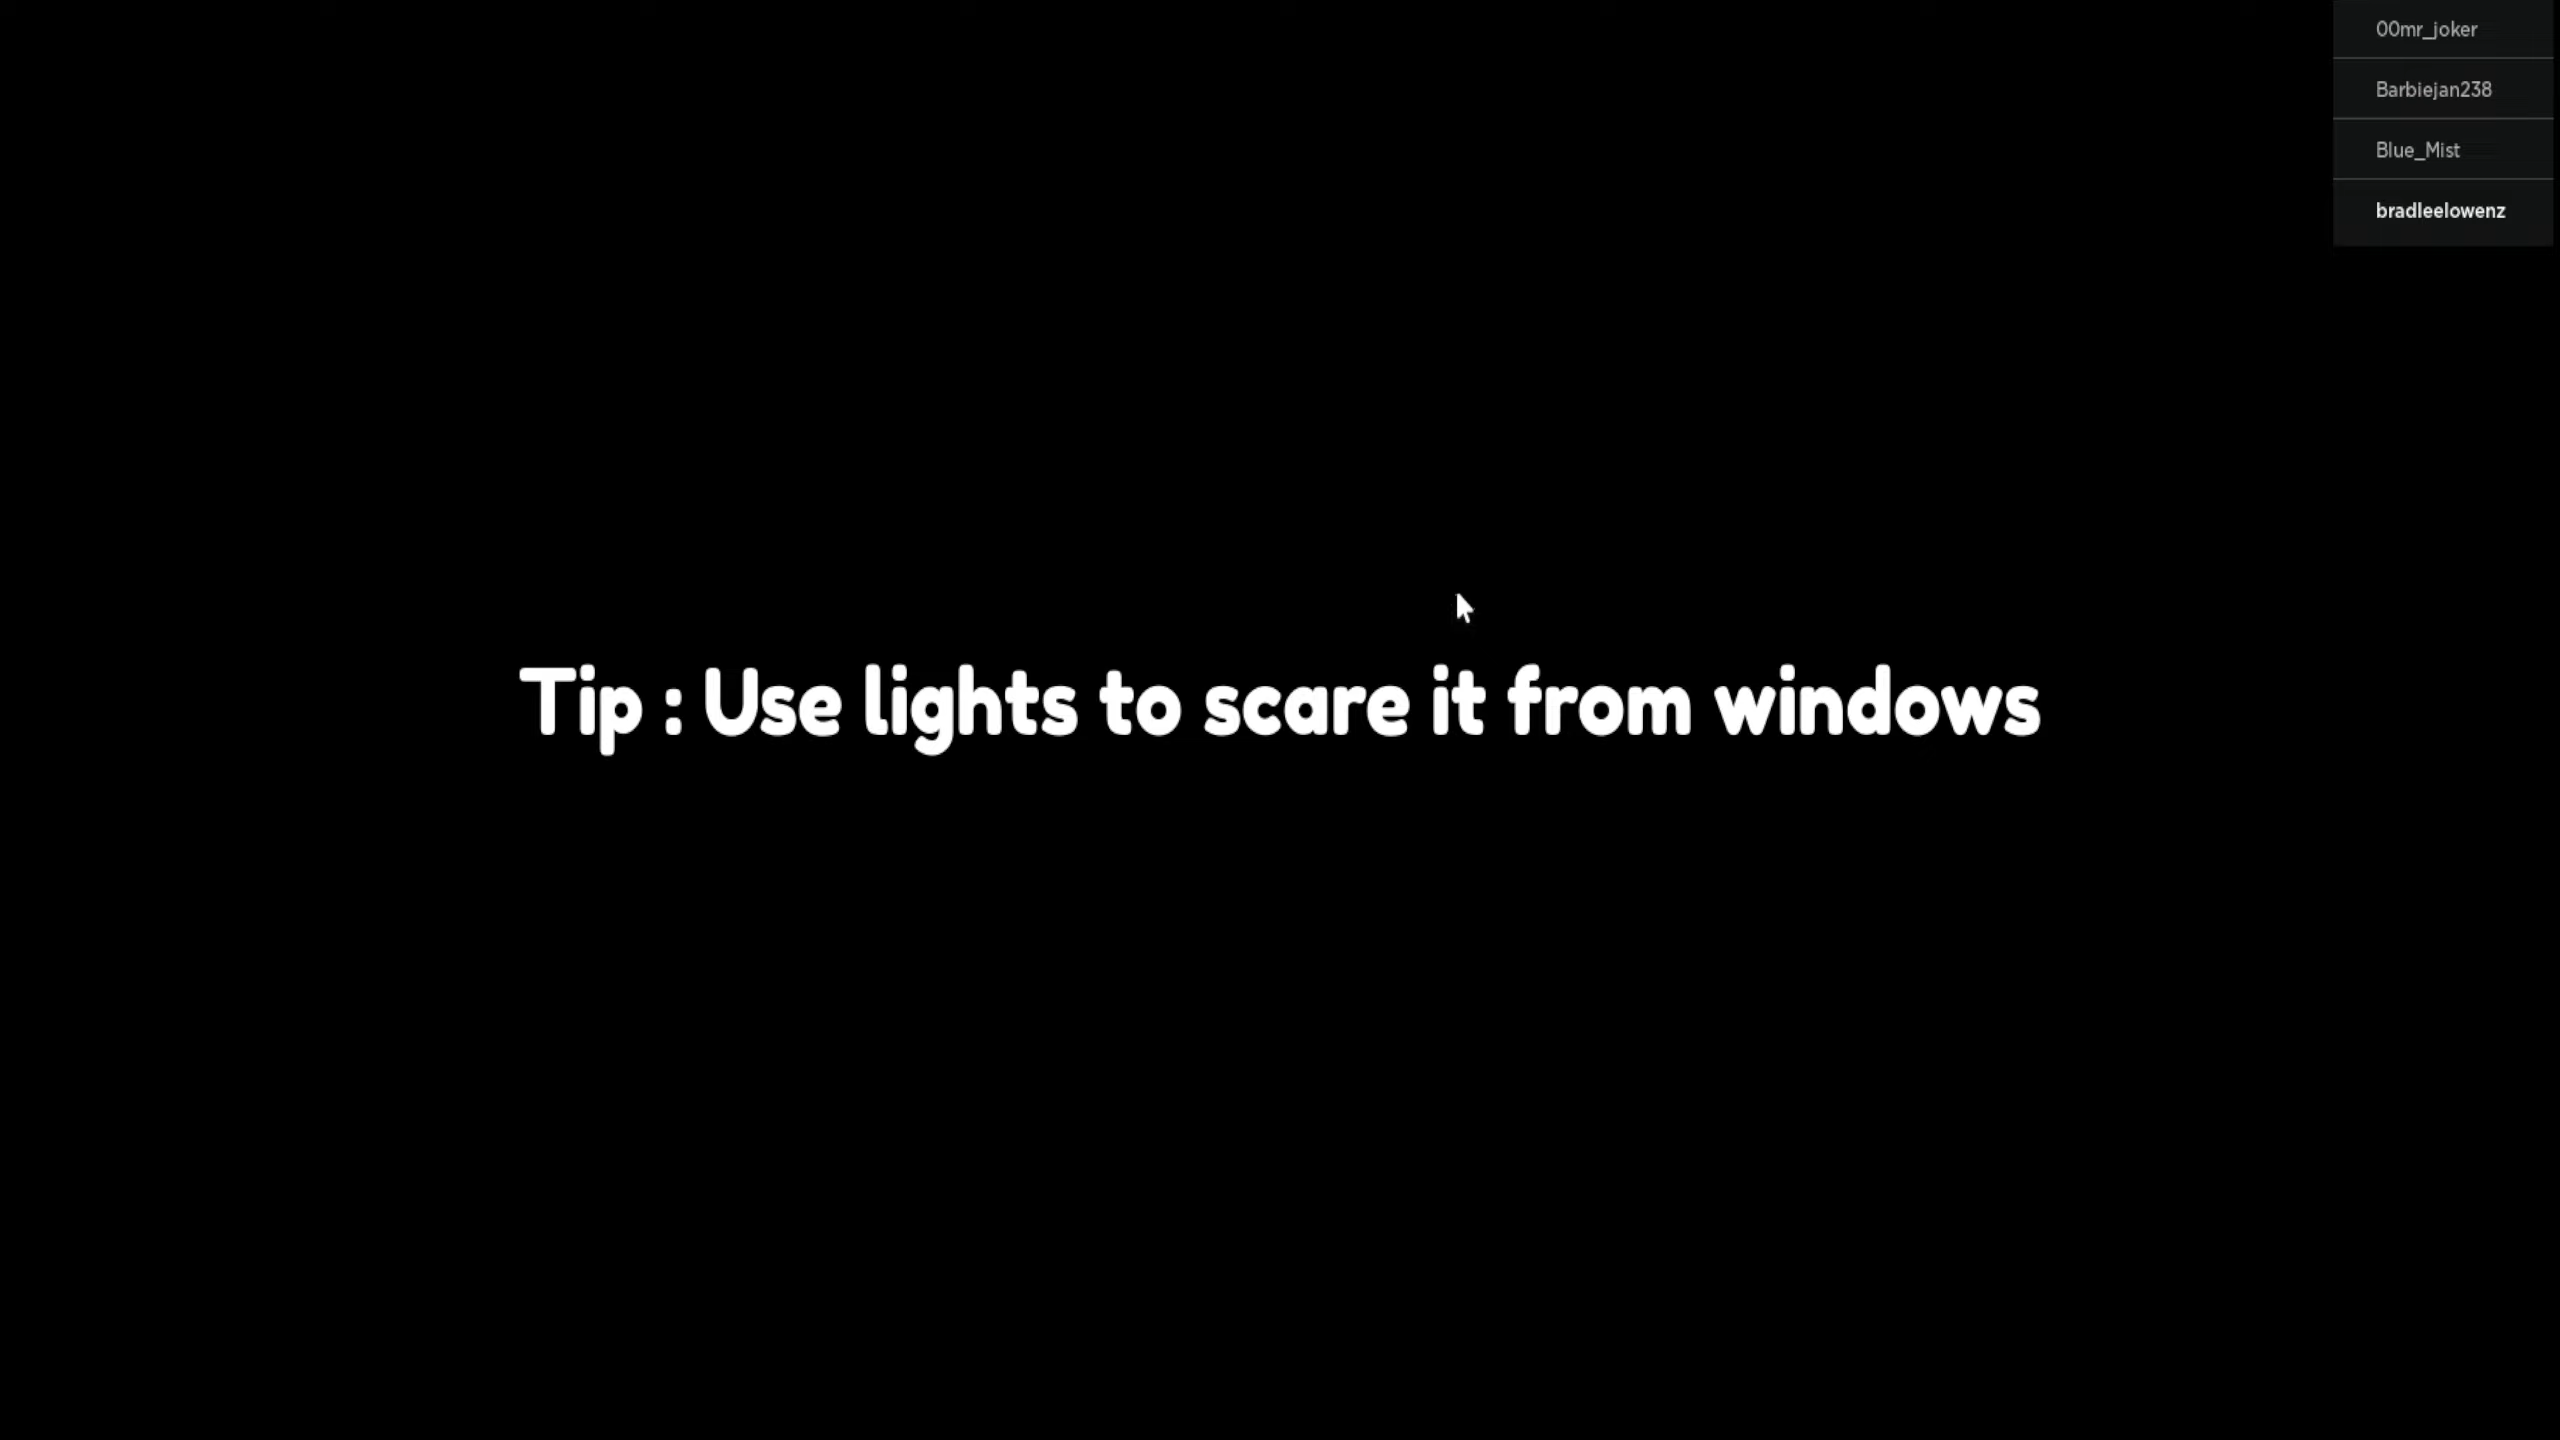 00mr_joker
Barbiejan238
Blue_Mist
bradleelowenz
Tip : Use lights to scare it from windows